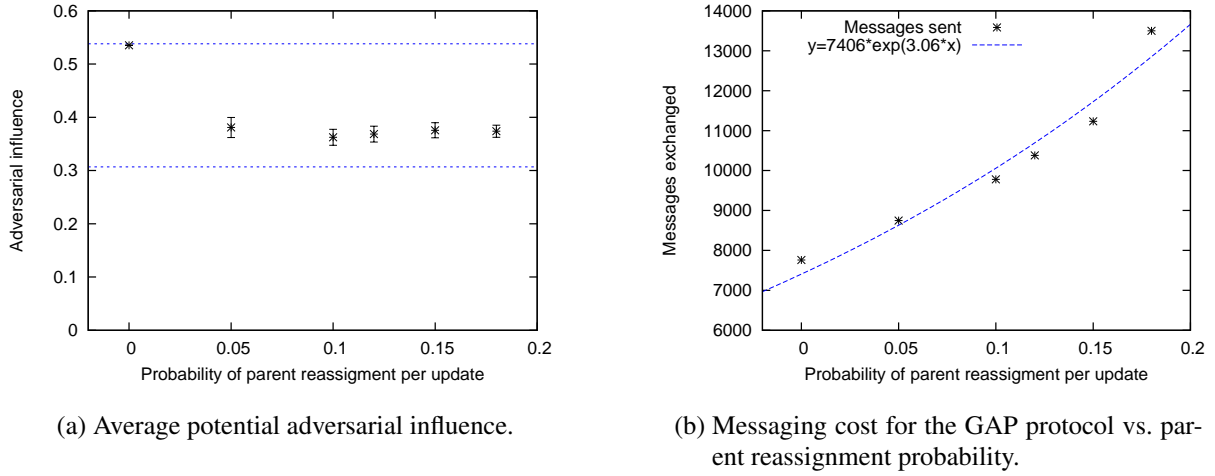 0.6
0.5
0.4
0.3
0.2
0.1
0
0
0.05
0.1
0.15
0.2
Adversarial influence
Probability of parent reassigment per update
(a) Average potential adversarial influence.
14000
13000
12000
11000
10000
9000
8000
7000
6000
0
0.05
0.1
0.15
0.2
Messages exchanged
Probability of parent reassigment per update
Messages sent
y=7406*exp(3.06*x)
(b) Messaging cost for the GAP protocol vs. par-
ent reassignment probability.